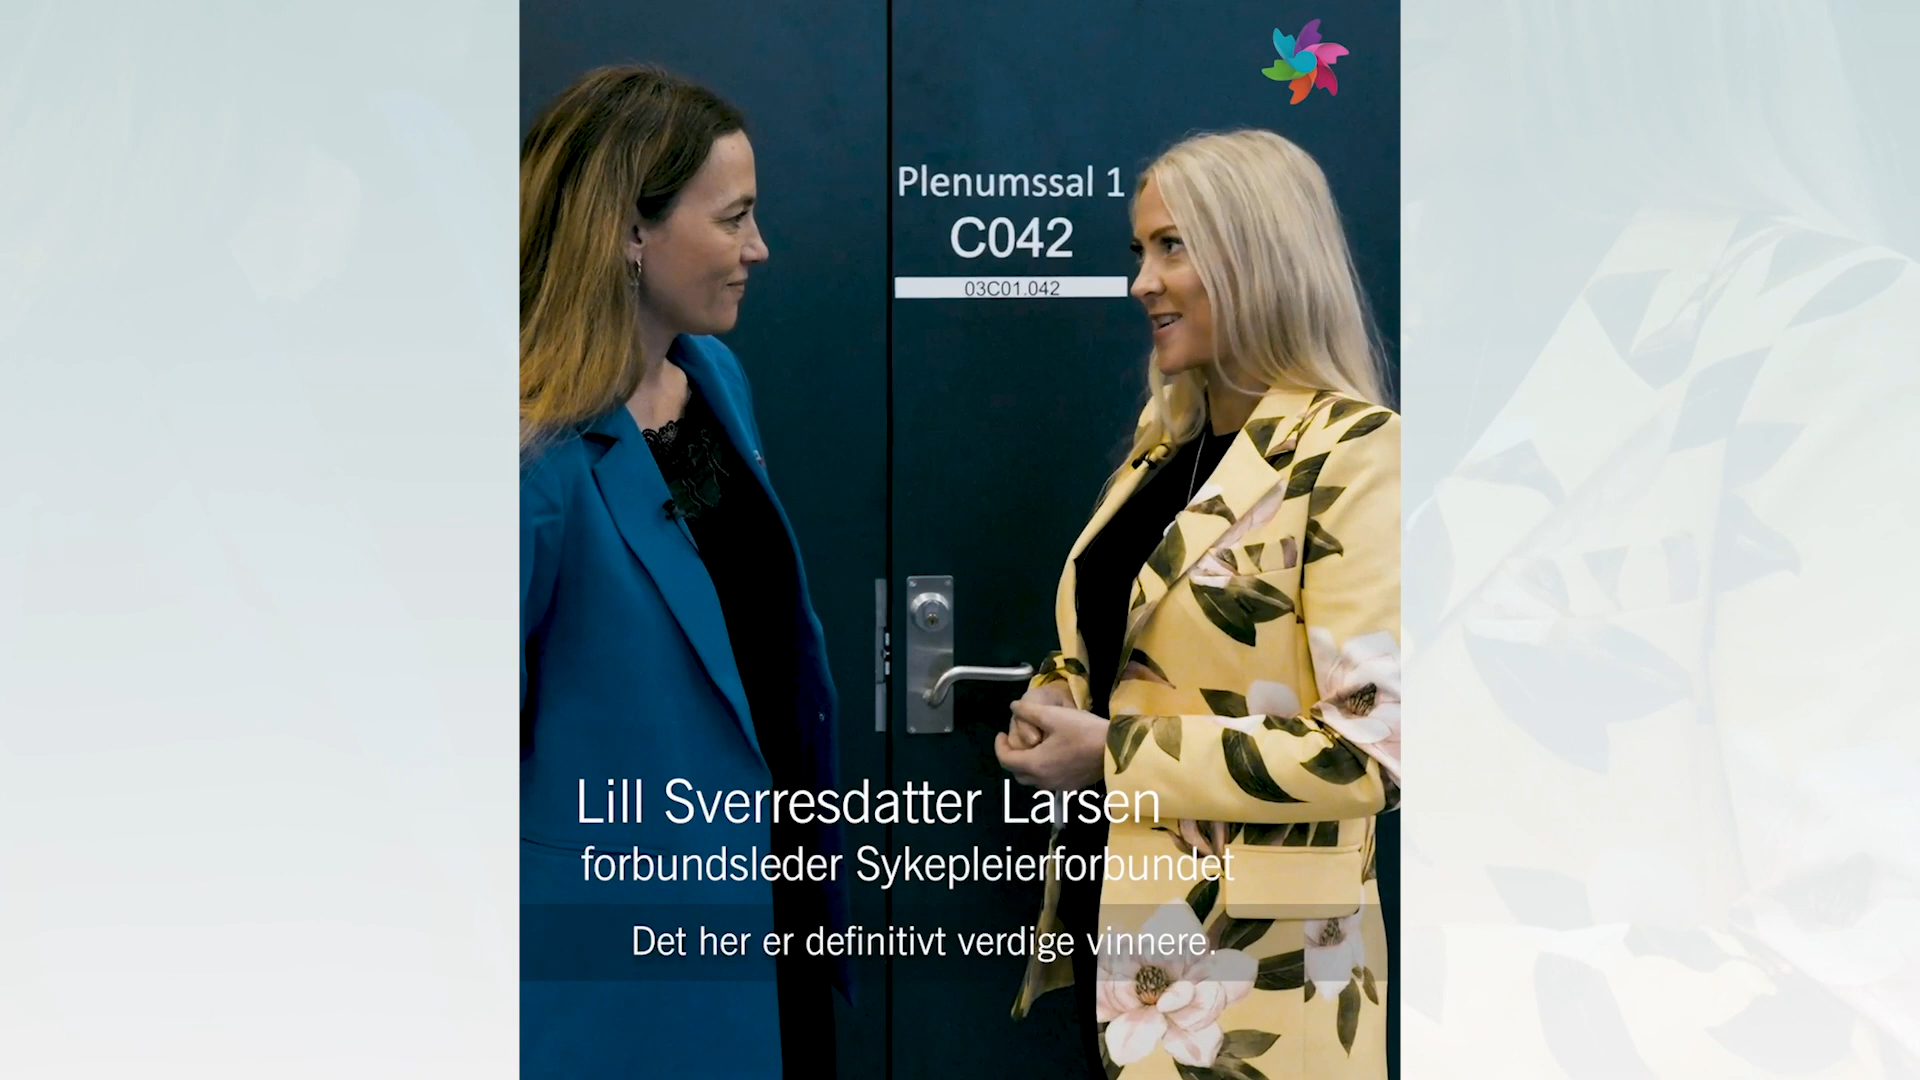 Plenumssal 1
C042
03C01.042
Lill Sverresdatter Larsen
forbundsleder Sykepleierforbundet
Det her er definitivt verdige vinnere.